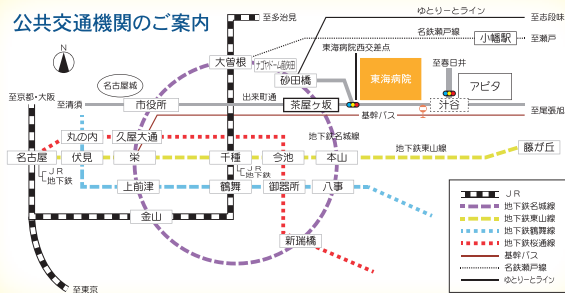 公共交通機関のご案内
至多治見
ゆとりーとライン
至志段味
名鉄瀬戸線
小幡駅
至瀬戸
N
大曽根
ナゴヤドーム前矢田
東海病院西交差点
砂田橋
東海病院
至春日井
アピタ
名古屋城
至京都・大阪
至清須
市役所
出来町通
茶屋ヶ坂
汁谷
基幹バス
至尾張旭
丸の内
久屋大通
地下鉄名城線
地下鉄東山線
藤が丘
名古屋
伏見
栄
千種
今池
本山
JR
地下鉄
JR
地下鉄
上前津
鶴舞
御器所
八事
金山
新瑞橋
至東京
JR
地下鉄名城線
地下鉄東山線
地下鉄鶴舞線
地下鉄桜通線
基幹バス
名鉄瀬戸線
ゆとりーとライン